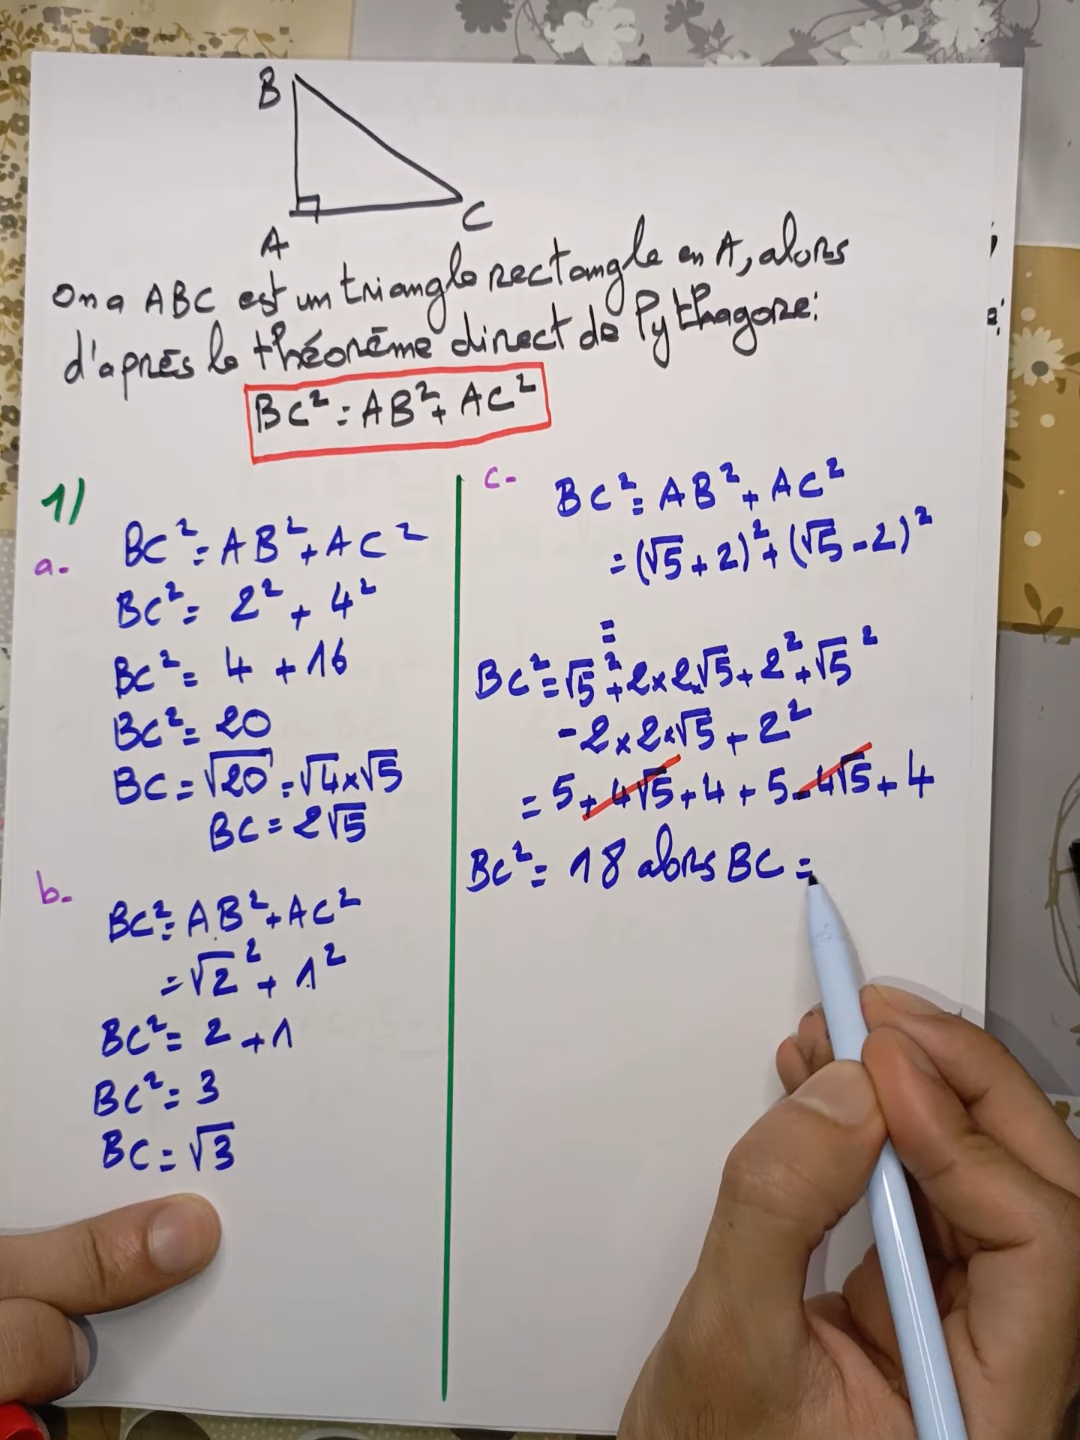 B
A
C
On a ABC est un triangle rectangle en A, alors
d'après le théorème direct de Pythagore:
BC² = AB² + AC²
1)
a.
BC² = AB² + AC²
BC² = 2² + 4²
BC² = 4 + 16
BC² = 20
BC = √20 = √4 × √5
BC = 2√5
b.
BC² = AB² + AC²
= √2² + 1²
BC² = 2 + 1
BC² = 3
BC = √3
c.
BC² = AB² + AC²
= (√5 + 2)² + (√5 - 2)²
=
BC² = √5² + 2 × 2 × √5 + 2² + √5²
- 2 × 2 × √5 + 2²
= 5 + 4√5 + 4 + 5 - 4√5 + 4
BC² = 18 alors BC =